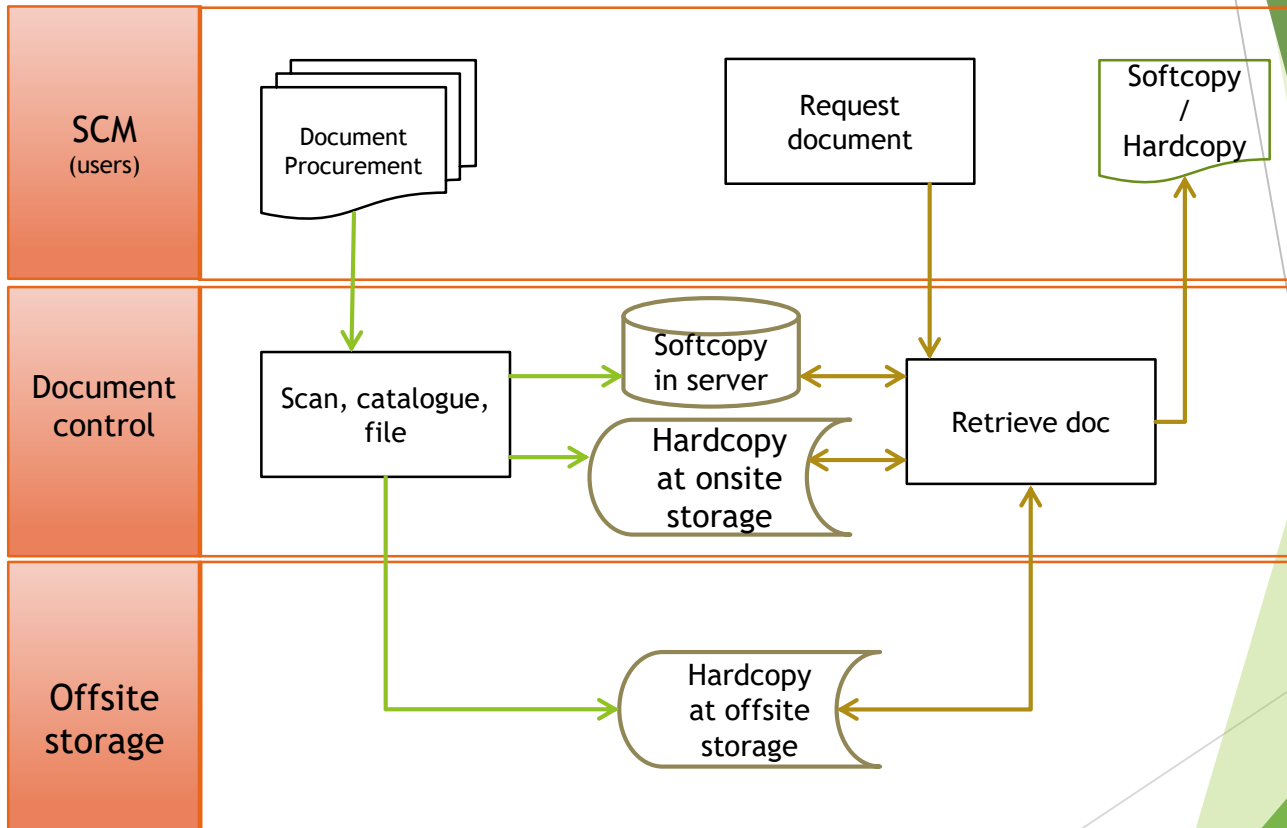 SCM
(users)
Document
Procurement
Request
document
Softcopy
/
Hardcopy
Document
control
Scan, catalogue,
file
Softcopy
in server
Hardcopy
at onsite
storage
Retrieve doc
Offsite
storage
Hardcopy
at offsite
storage